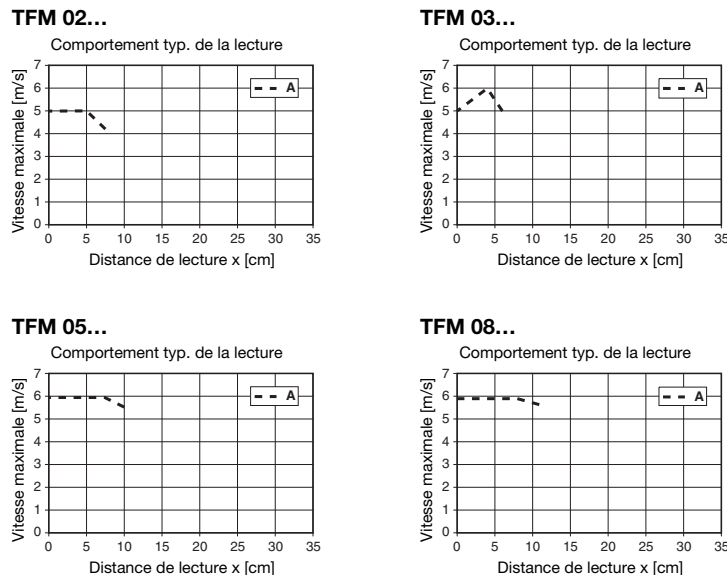 TFM 02...
Comportement typ. de la lecture
Vitesse maximale [m/s]
7
6
5
4
3
2
1
0
A
0 5 10 15 20 25 30 35
Distance de lecture x [cm]
TFM 03...
Comportement typ. de la lecture
Vitesse maximale [m/s]
7
6
5
4
3
2
1
0
A
0 5 10 15 20 25 30 35
Distance de lecture x [cm]
TFM 05...
Comportement typ. de la lecture
Vitesse maximale [m/s]
7
6
5
4
3
2
1
0
A
0 5 10 15 20 25 30 35
Distance de lecture x [cm]
TFM 08...
Comportement typ. de la lecture
Vitesse maximale [m/s]
7
6
5
4
3
2
1
0
A
0 5 10 15 20 25 30 35
Distance de lecture x [cm]